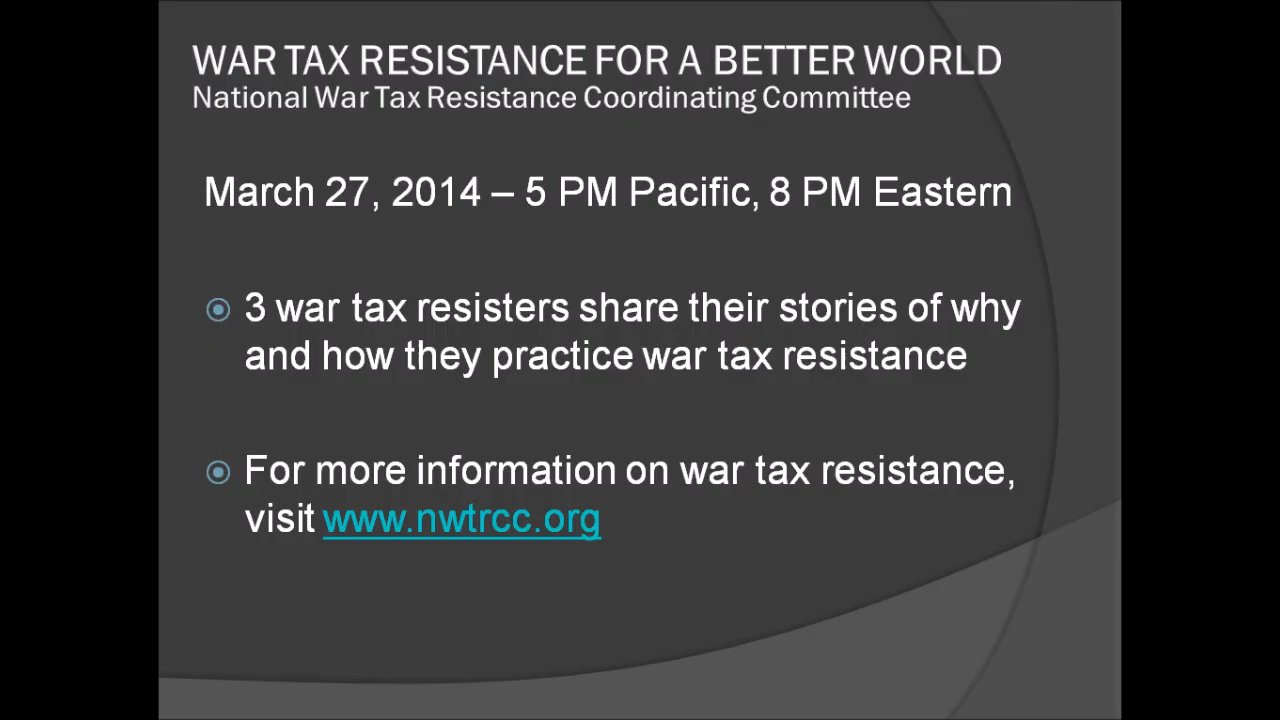 WAR TAX RESISTANCE FOR A BETTER WORLD
National War Tax Resistance Coordinating Committee
March 27, 2014 – 5 PM Pacific, 8 PM Eastern
3 war tax resisters share their stories of why
and how they practice war tax resistance
For more information on war tax resistance,
visit www.nwtrcc.org